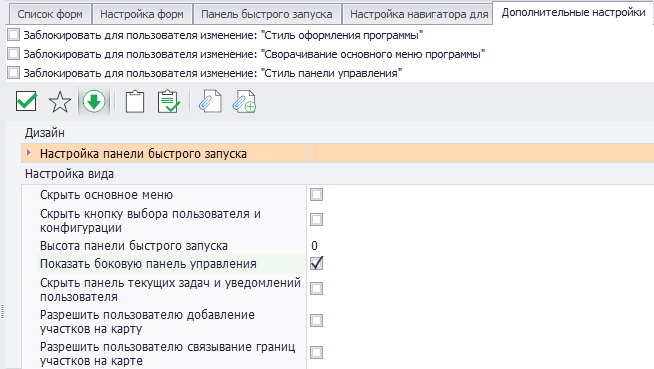 Список форм Настройка форм Панель быстрого запуска Настройка навигатора для Дополнительные настройки
Заблокировать для пользователя изменение: "Стиль оформления программы"
Заблокировать для пользователя изменение: "Сворачивание основного меню программы"
Заблокировать для пользователя изменение: "Стиль панели управления"
Дизайн
Настройка панели быстрого запуска
Настройка вида
Скрыть основное меню
Скрыть кнопку выбора пользователя и
конфигурации
Высота панели быстрого запуска 0
Показать боковую панель управления
Скрыть панель текущих задач и уведомлений
пользователя
Разрешить пользователю добавление
участков на карту
Разрешить пользователю связывание границ
участков на карте